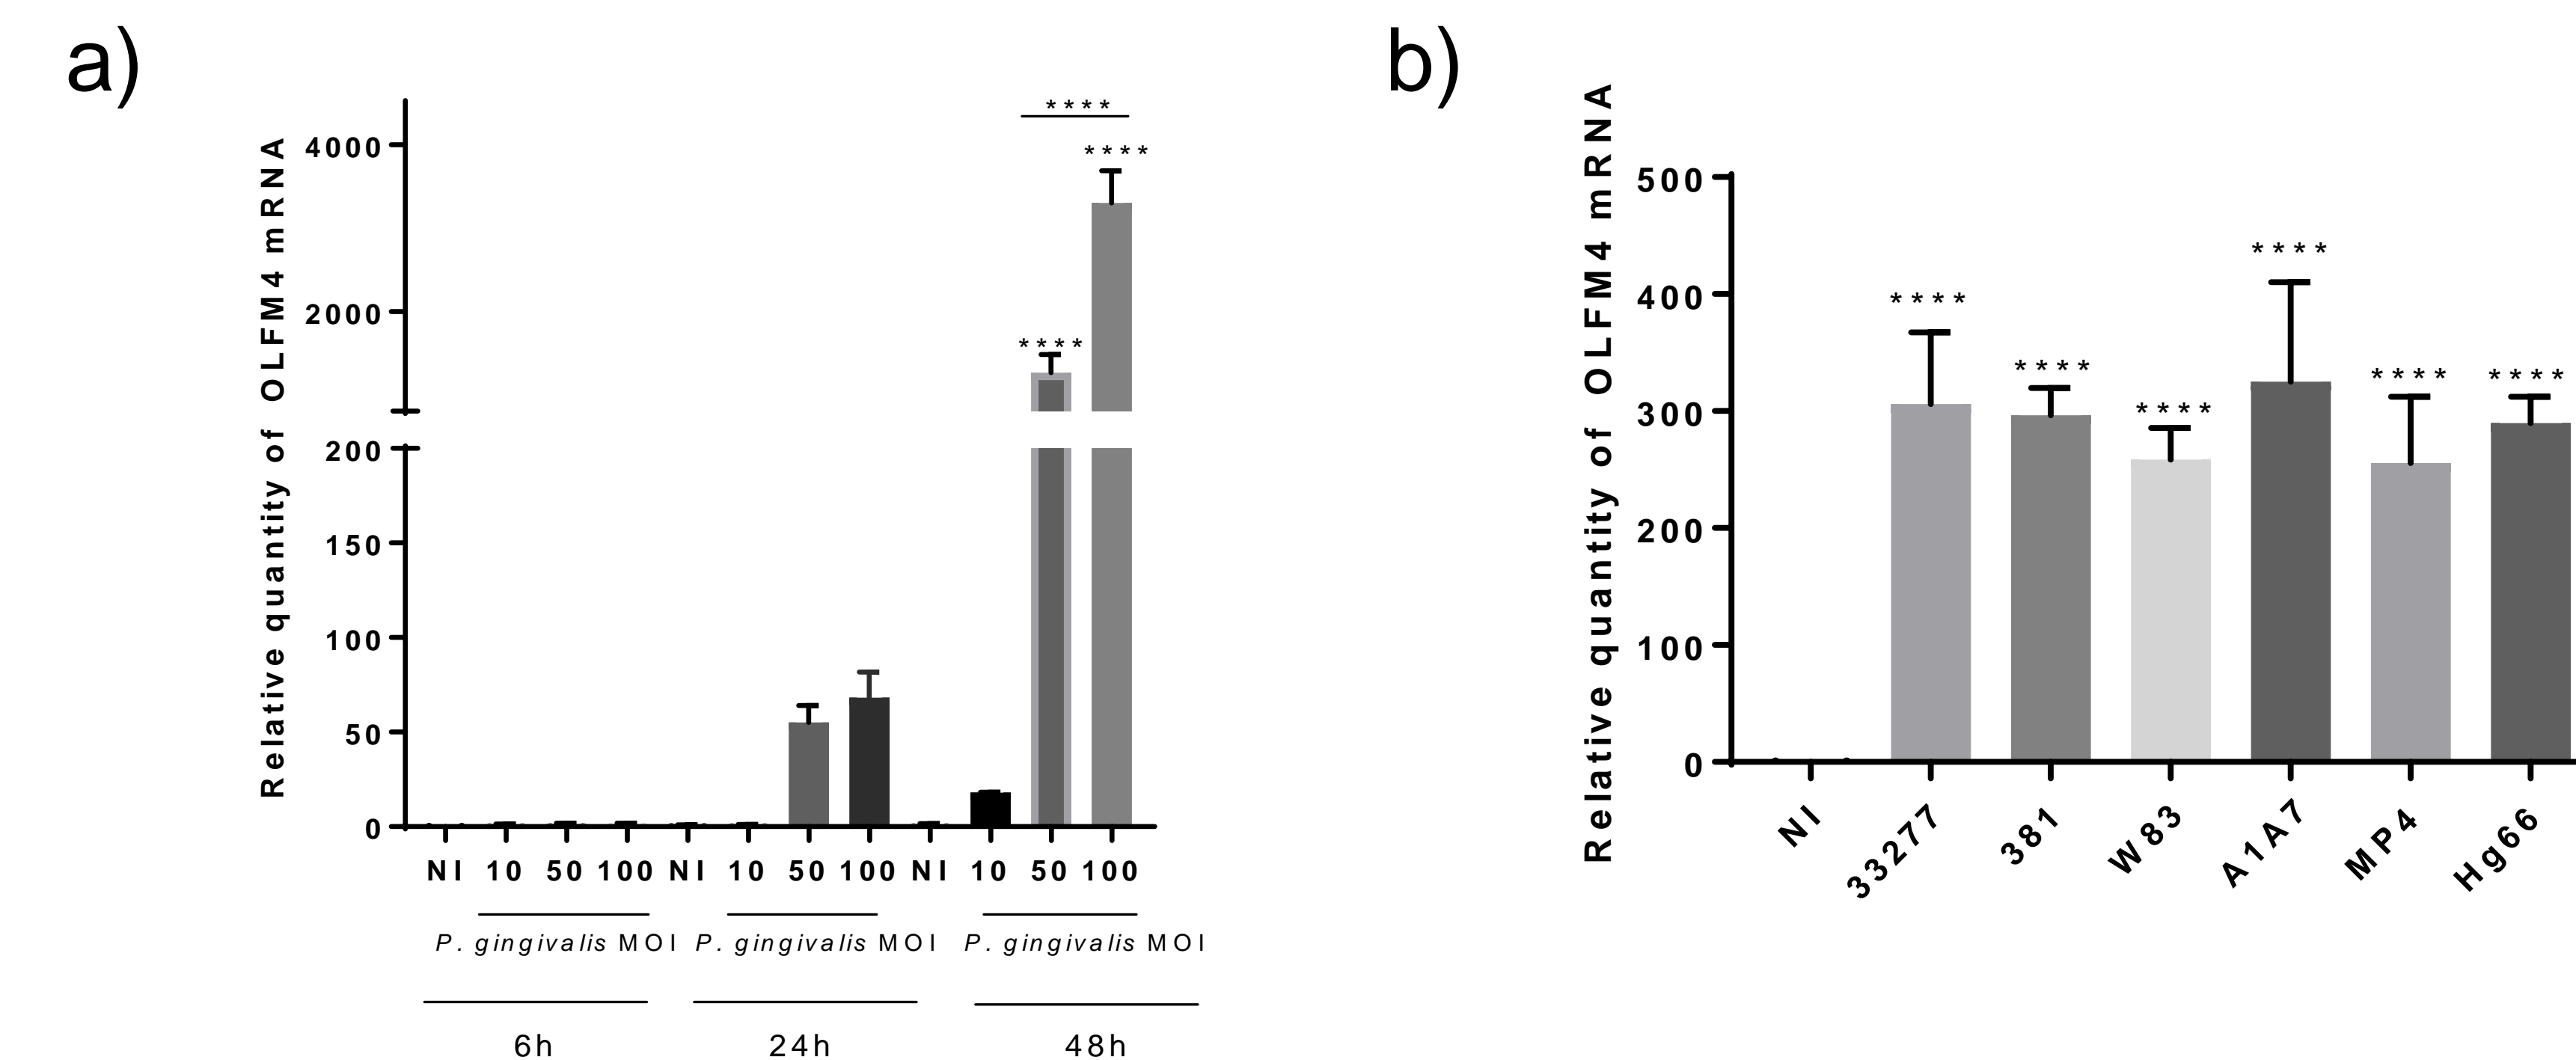 a)
Relative quantity of OLFM4 mRNA
4000
2000
200
150
100
50
0
****
****
****
NI 10 50 100 NI 10 50 100 NI 10 50 100
P. gingivalis MOI P. gingivalis MOI P. gingivalis MOI
6h 24h 48h
b)
Relative quantity of OLFM4 mRNA
500
400
300
200
100
0
**** **** **** **** **** ****
NI 33277 381 W83 A1A7 MP4 Hg66